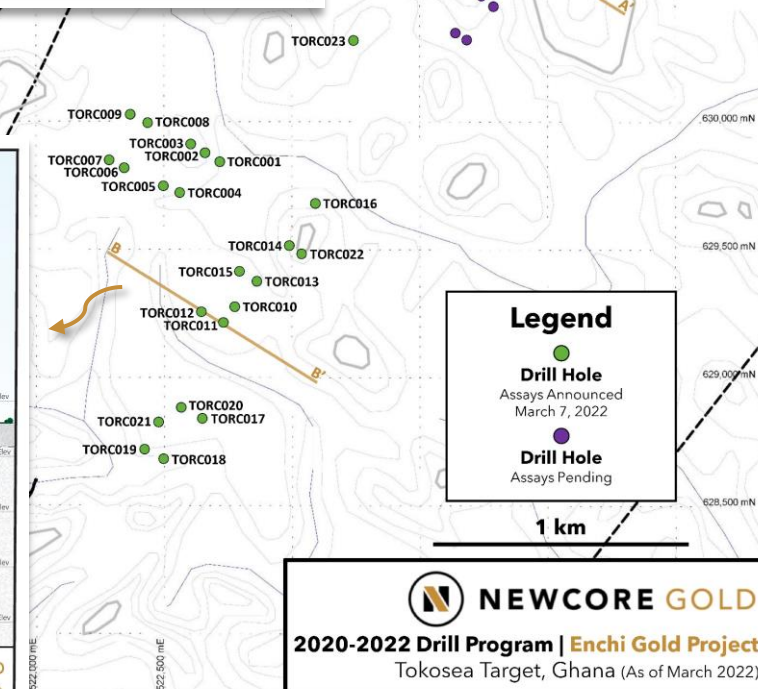 A'
TORC023
TORC009
TORC008
630,000 mN
TORC003
TORC002
TORC007
TORC001
TORC006
TORC005
TORC004
TORC016
TORC014
B
629,500 mN
TORC022
TORC015
TORC013
TORC010
TORC012
TORC011
Legend
Drill Hole
Assays Announced
March 7, 2022
Drill Hole
Assays Pending
B'
629,000 mN
TORC020
TORC021
TORC017
TORC019
TORC018
628,500 mN
1 km
522,000 mE
522,500 mE
NEWCORE GOLD
2020-2022 Drill Program | Enchi Gold Project
Tokosea Target, Ghana (As of March 2022)